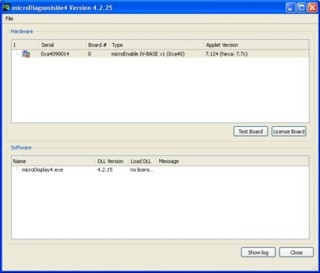 microDiagnosisMe4 Version 4.2.25
File
Hardware
1 Serial Board # Type Applet Version
0xa4090014 0 microEnable IV-BASE x1 (0xa40) 7.124 (hexa: 7.7c)
Test Board License Board
Software
Name DLL Version Load DLL Message
microDisplay4.exe 4.2.15 no licens...
Show log Close